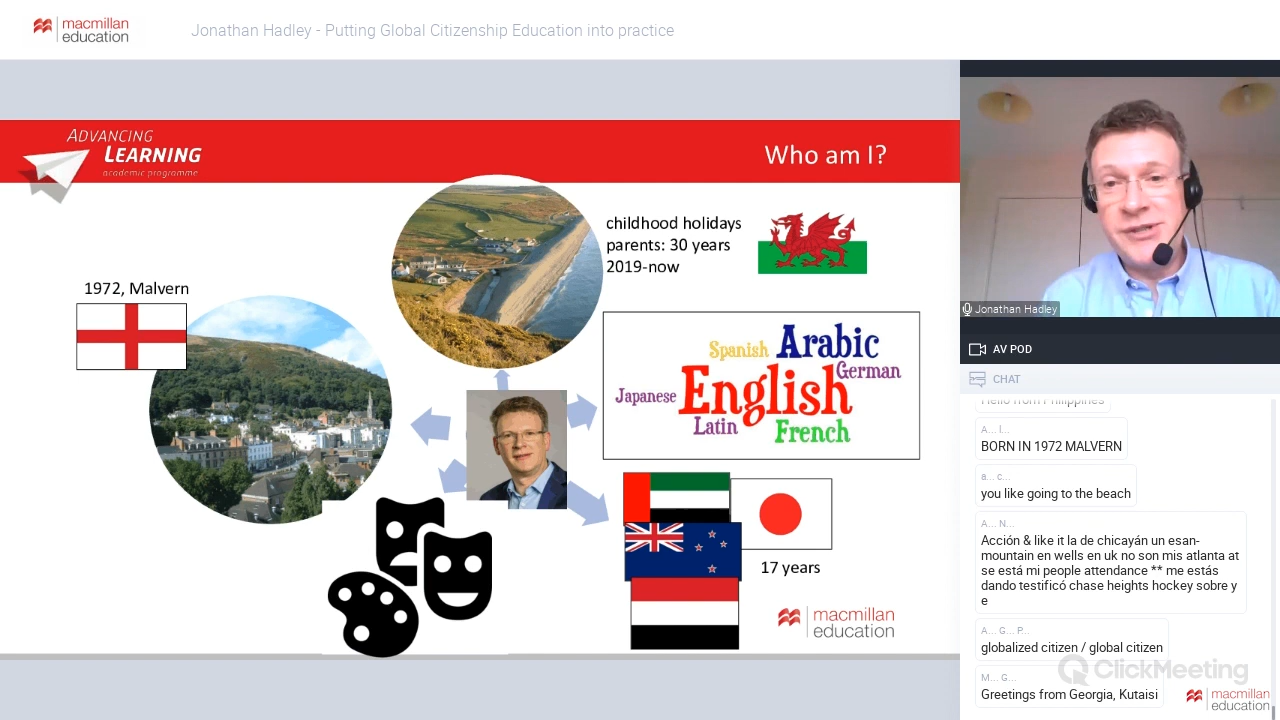 macmillan
education
Jonathan Hadley - Putting Global Citizenship Education into practice
ADVANCING
LEARNING
academic programme
Who am I?
childhood holidays
parents: 30 years
2019-now
1972, Malvern
Spanish
Arabic
German
Japanese
English
Latin
French
17 years
macmillan
education
Jonathan Hadley
AV POD
CHAT
Hello from Philippines
A... I...
BORN IN 1972 MALVERN
a... c...
you like going to the beach
A... N...
Acción & like it la de chicayán un esan-
mountain en wells en uk no son mis atlanta at
se está mi people attendance ** me estás
dando testificó chase heights hockey sobre y
e
A... G... P...
globalized citizen / global citizen
M... G...
Greetings from Georgia, Kutaisi
ClickMeeting
macmillan
education